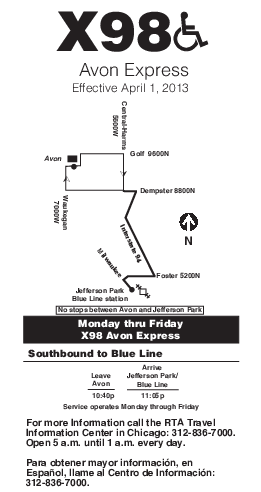 X98
Avon Express
Effective April 1, 2013
Central-Harms
5600W
Golf 9600N
Avon
Dempster 8800N
Waukegan
7000W
Interstate 94
N
Milwaukee
Foster 5200N
Jefferson Park
Blue Line station
No stops between Avon and Jefferson Park
Monday thru Friday
X98 Avon Express
Southbound to Blue Line
Leave
Avon
Arrive
Jefferson Park/
Blue Line
10:40p 11:05p
Service operates Monday through Friday
For more Information call the RTA Travel
Information Center in Chicago: 312-836-7000.
Open 5 a.m. until 1 a.m. every day.
Para obtener mayor información, en
Español, llame al Centro de Información:
312-836-7000.